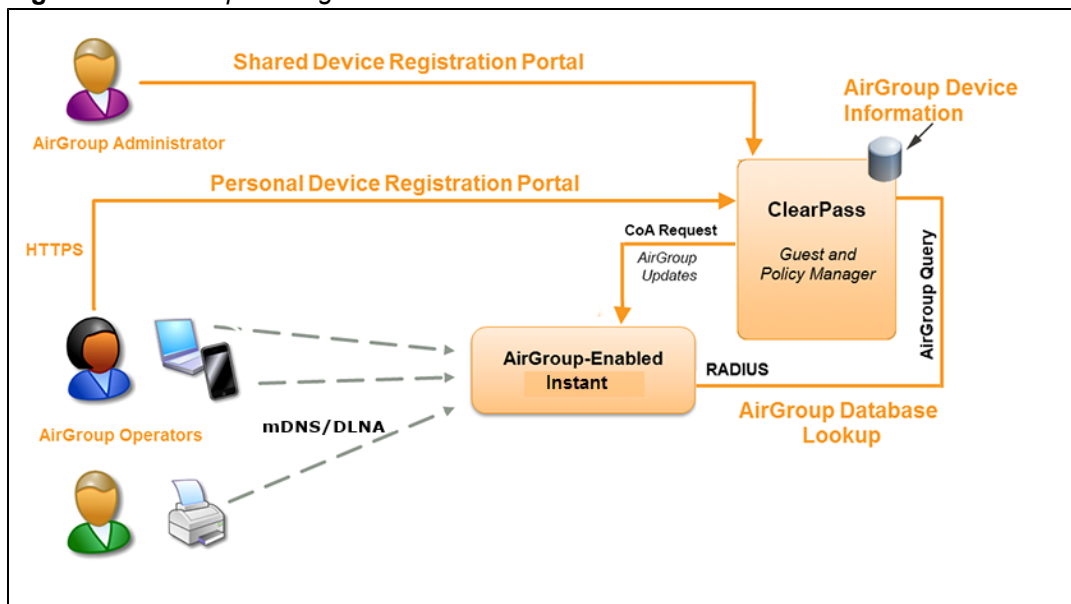 Shared Device Registration Portal
AirGroup Device
Information
AirGroup Administrator
Personal Device Registration Portal
ClearPass
Guest and
Policy Manager
CoA Request
AirGroup
Updates
HTTPS
AirGroup Query
AirGroup-Enabled
Instant
RADIUS
AirGroup Database
Lookup
mDNS/DLNA
AirGroup Operators